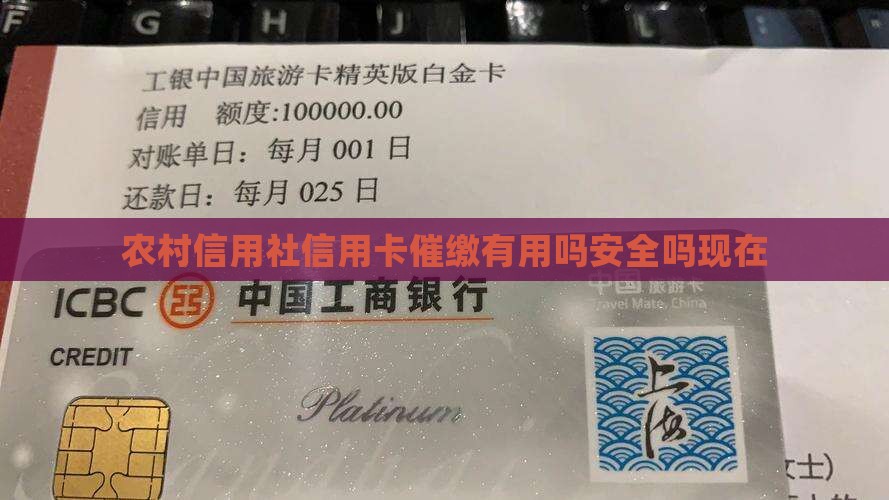 F G H J
工银中国旅游卡精英版白金卡
信用 额度:100000.00
对账单日：每月 001 日
还款日：每月 025 日
农村信用社信用卡催缴有用吗安全吗现在
ICBC 中国工商银行
中国旅游卡
Travel Mate, China
CREDIT
Platinum
上海
女士)